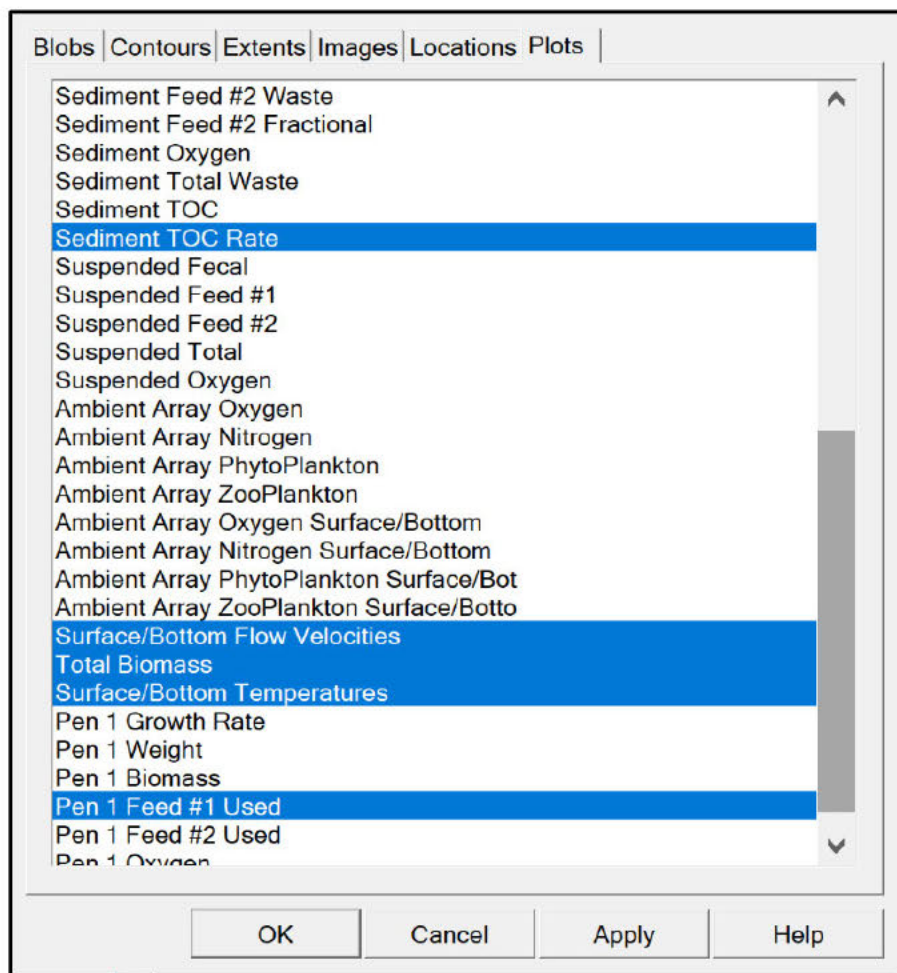 Blobs Contours Extents Images Locations Plots
Sediment Feed #2 Waste
Sediment Feed #2 Fractional
Sediment Oxygen
Sediment Total Waste
Sediment TOC
Sediment TOC Rate
Suspended Fecal
Suspended Feed #1
Suspended Feed #2
Suspended Total
Suspended Oxygen
Ambient Array Oxygen
Ambient Array Nitrogen
Ambient Array PhytoPlankton
Ambient Array ZooPlankton
Ambient Array Oxygen Surface/Bottom
Ambient Array Nitrogen Surface/Bottom
Ambient Array PhytoPlankton Surface/Bot
Ambient Array ZooPlankton Surface/Botto
Surface/Bottom Flow Velocities
Total Biomass
Surface/Bottom Temperatures
Pen 1 Growth Rate
Pen 1 Weight
Pen 1 Biomass
Pen 1 Feed #1 Used
Pen 1 Feed #2 Used
Pen 1 Oxygen
OK Cancel Apply Help